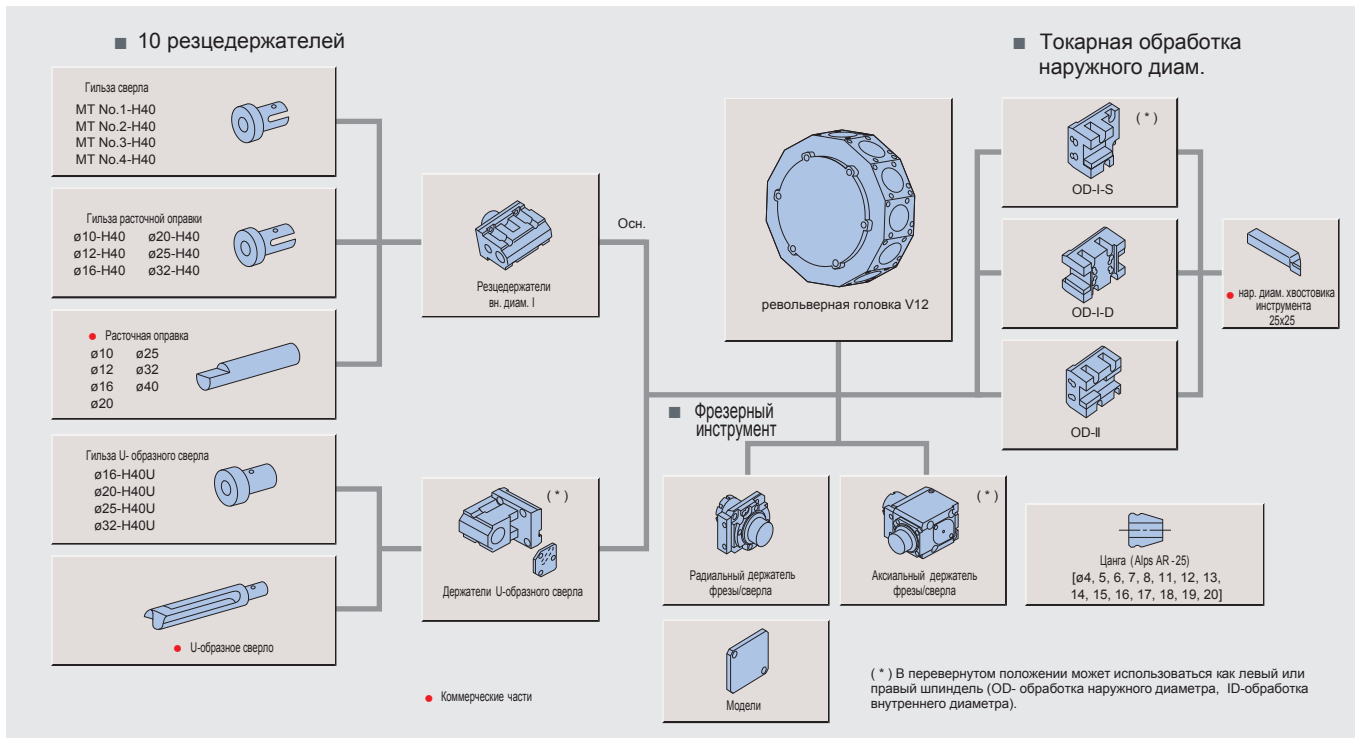 ■ 10 резцедержателей
Гильза сверла
MT No.1-H40
MT No.2-H40
MT No.3-H40
MT No.4-H40
Гильза расточной оправки
ø10-H40 ø20-H40
ø12-H40 ø25-H40
ø16-H40 ø32-H40
● Расточная оправка
ø10 ø25
ø12 ø32
ø16 ø40
ø20
Гильза U- образного сверла
ø16-H40U
ø20-H40U
ø25-H40U
ø32-H40U
● U-образное сверло
Резцедержатели
вн. диам. I
Осн.
( * )
Держатели U-образного сверла
● Коммерческие части
револьверная головка V12
■ Фрезерный
инструмент
Радиальный держатель
фрезы/сверла
( * )
Аксиальный держатель
фрезы/сверла
Модели
■ Токарная обработка
наружного диам.
( * )
OD-I-S
OD-I-D
OD-II
● нар. диам. хвостовика
инструмента
25x25
Цанга (Alps AR -25)
[ø4, 5, 6, 7, 8, 11, 12, 13,
14, 15, 16, 17, 18, 19, 20]
( * ) В перевернутом положении может использоваться как левый или
правый шпиндель (OD- обработка наружного диаметра, ID-обработка
внутреннего диаметра).